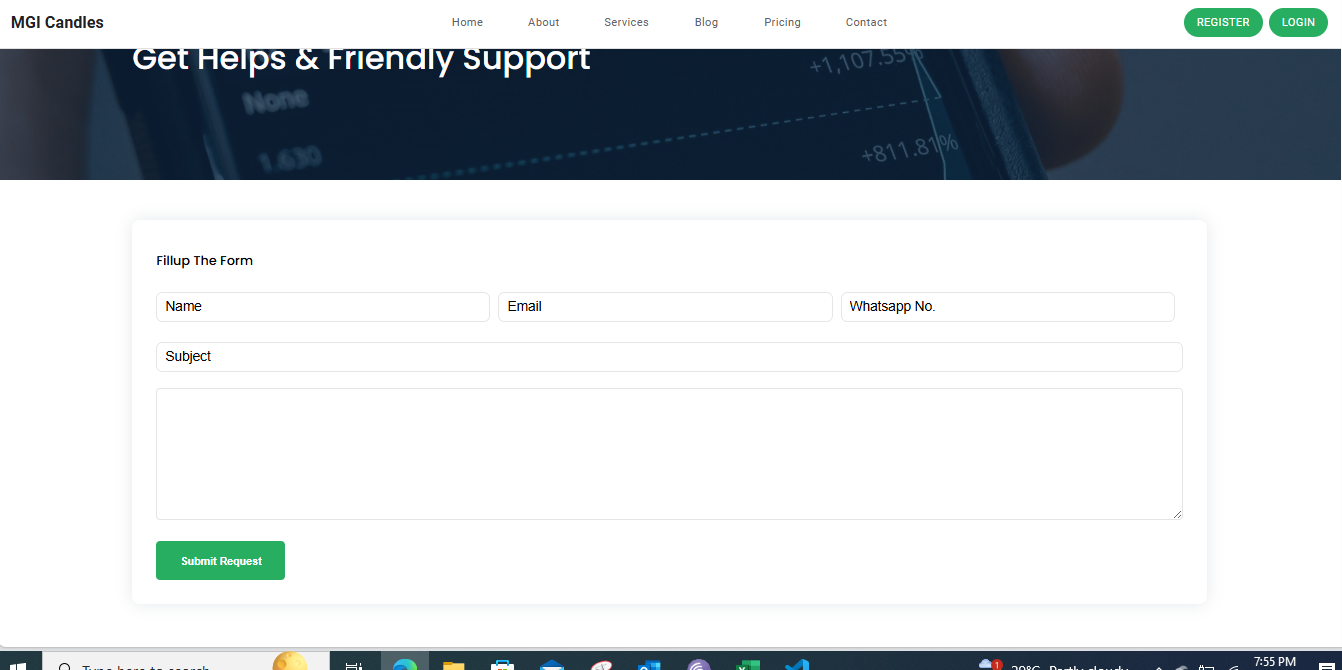 MGI Candles
Home About Services Blog Pricing Contact
REGISTER LOGIN
Get Helps & Friendly Support
+1,107.55%
None
+811.81%
1.630
Fillup The Form
Name Email Whatsapp No.
Subject
Submit Request
Type here to search
1
Partly cloudy
7:55 PM